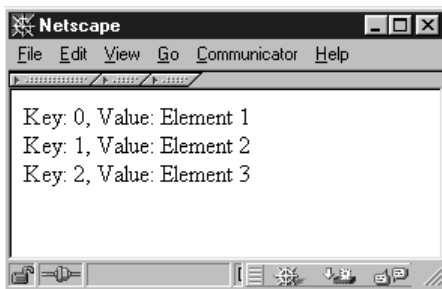 Netscape
File Edit View Go Communicator Help
Key: 0, Value: Element 1
Key: 1, Value: Element 2
Key: 2, Value: Element 3